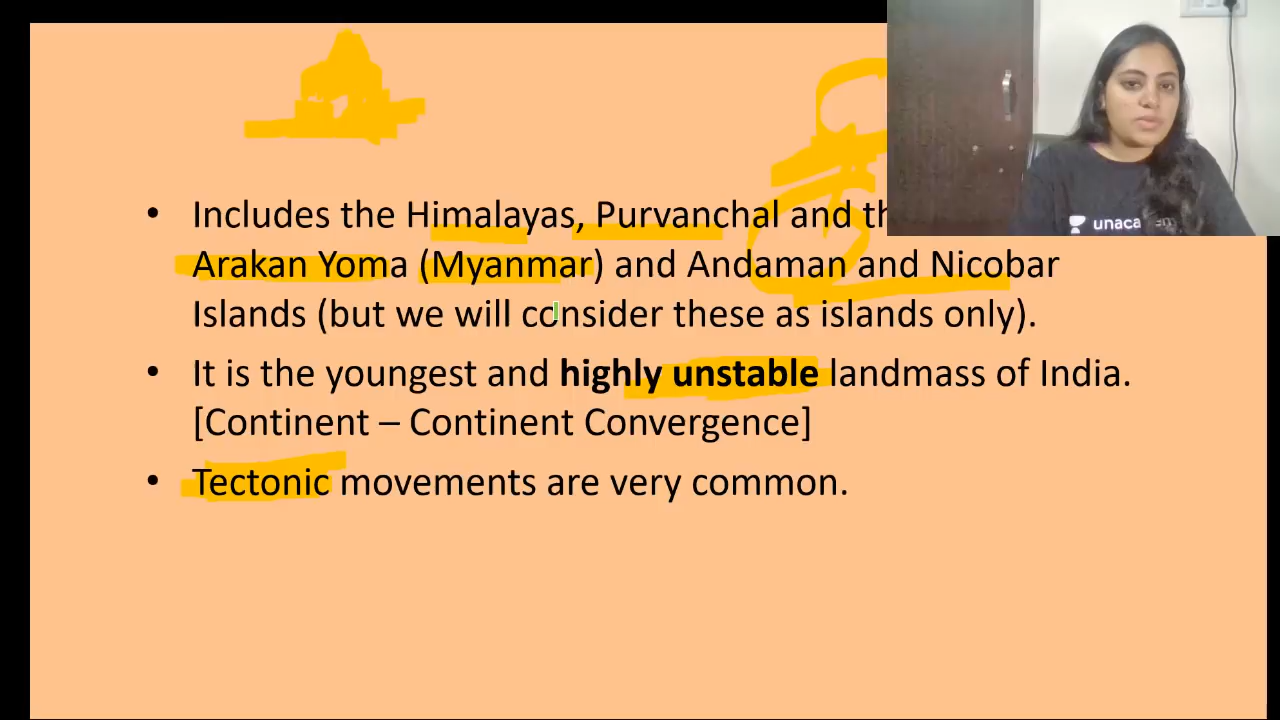 • Includes the Himalayas, Purvanchal and
Arakan Yoma (Myanmar) and Andaman and Nicobar
Islands (but we will consider these as islands only).
• It is the youngest and highly unstable landmass of India.
[Continent – Continent Convergence]
• Tectonic movements are very common.